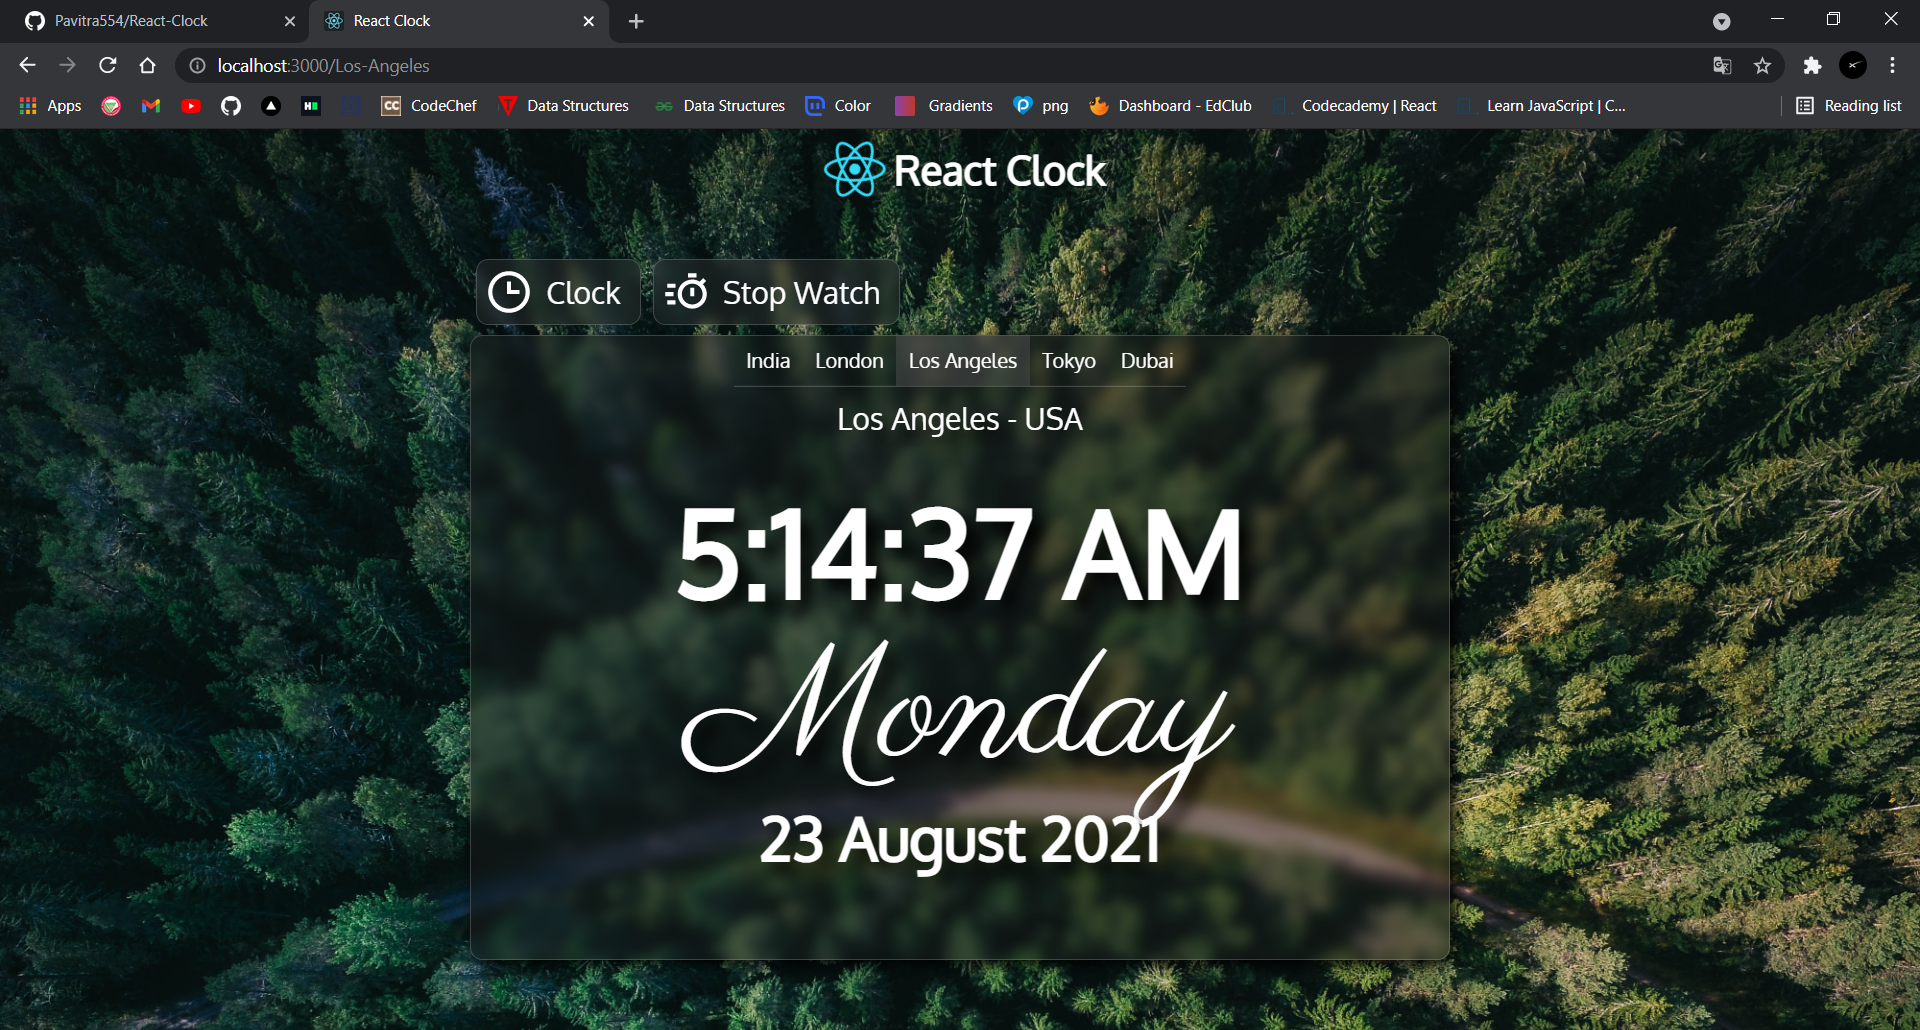 Pavitra554/React-Clock
React Clock
localhost:3000/Los-Angeles
Apps
CC CodeChef
Data Structures
Data Structures
Color
Gradients
png
Dashboard - EdClub
Codecademy | React
Learn JavaScript | C...
Reading list
React Clock
Clock
Stop Watch
India London Los Angeles Tokyo Dubai
Los Angeles - USA
5:14:37 AM
Monday
23 August 2021